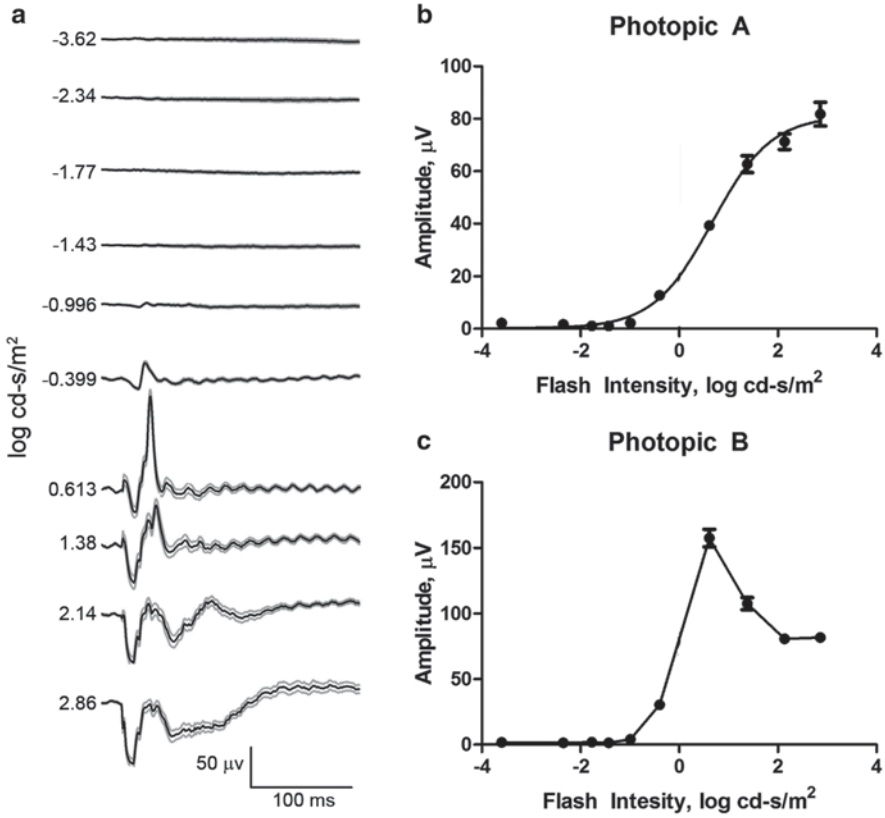 a
-3.62
-2.34
-1.77
-1.43
-0.996
-0.399
0.613
1.38
2.14
2.86
log cd-s/m²
50 μv
100 ms
b
Photopic A
100
80
60
40
20
0
Amplitude, μV
-4 -2 0 2 4
Flash Intensity, log cd-s/m²
c
Photopic B
200
150
100
50
0
Amplitude, μV
-4 -2 0 2 4
Flash Intesity, log cd-s/m²